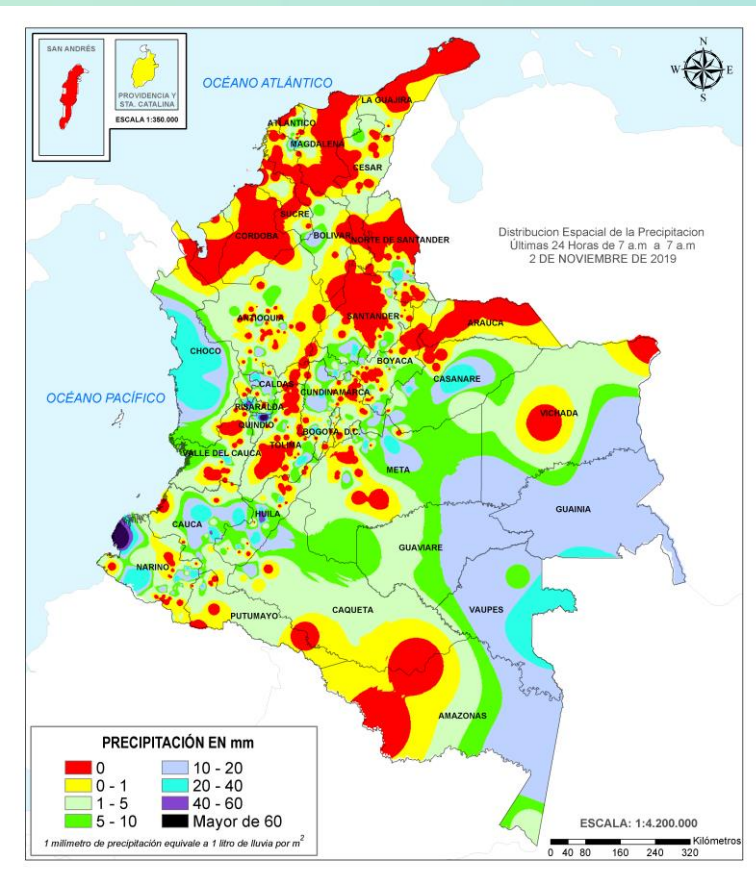 SAN ANDRÉS
PROVIDENCIA Y
STA. CATALINA
ESCALA 1:350.000
OCÉANO ATLÁNTICO
N
W
E
S
LA GUAJIRA
ATLANTICO
MAGDALENA
CESAR
SUCRE
CORDOBA
BOLIVAR
NORTE DE SANTANDER
Distribucion Espacial de la Precipitacion
Últimas 24 Horas de 7 a.m a 7 a.m
2 DE NOVIEMBRE DE 2019
ANTIOQUIA
SANTANDER
ARAUCA
CHOCO
BOYACA
CASANARE
OCÉANO PACÍFICO
CALDAS
CUNDINAMARCA
RISARALDA
QUINDIO
BOGOTA, D.C.
VICHADA
TOLIMA
VALLE DEL CAUCA
META
GUAINIA
CAUCA
HUILA
GUAVIARE
NARIÑO
CAQUETA
VAUPES
PUTUMAYO
AMAZONAS
PRECIPITACIÓN EN mm
0
0 - 1
1 - 5
5 - 10
10 - 20
20 - 40
40 - 60
Mayor de 60
1 milimetro de precipitación equivale a 1 litro de lluvia por m2
ESCALA: 1:4.200.000
Kilómetros
0 40 80 160 240 320